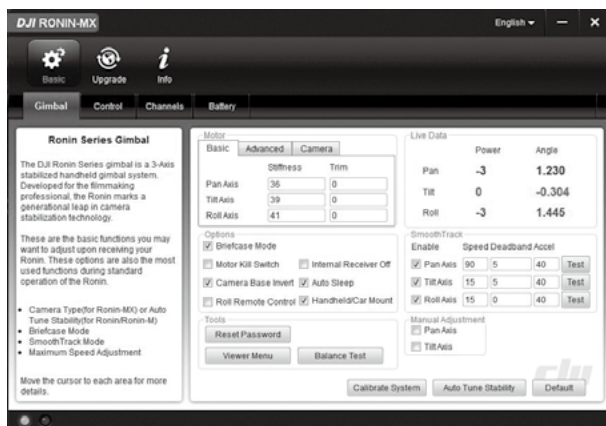 DJI RONIN-MX
English
Basic Upgrade Info
Gimbal Control Channels Battery
Ronin Series Gimbal
The DJI Ronin Series gimbal is a 3-Axis
stabilized handheld gimbal system.
Developed for the filmmaking
professional, the Ronin marks a
generational leap in camera
stabilization technology.
These are the basic functions you may
want to adjust upon receiving your
Ronin. These options are also the most
used functions during standard
operation of the Ronin.
Camera Type(for Ronin-MX) or Auto
Tune Stability(for Ronin/Ronin-M)
Briefcase Mode
SmoothTrack Mode
Maximum Speed Adjustment
Move the cursor to each area for more
details.
Motor
Basic Advanced Camera
Stiffness Trim
Pan Axis 36 0
Tilt Axis 39 0
Roll Axis 41 0
Options
Briefcase Mode
Motor Kill Switch Internal Receiver Off
Camera Base Invert Auto Sleep
Roll Remote Control Handheld/Car Mount
Tools
Reset Password
Viewer Menu Balance Test
Live Data
Power Angle
Pan -3 1.230
Tilt 0 -0.304
Roll -3 1.445
SmoothTrack
Enable Speed Deadband Accel
Pan Axis 90 5 40 Test
Tilt Axis 15 5 40 Test
Roll Axis 15 0 40 Test
Manual Adjustment
Pan Axis
Tilt Axis
Calibrate System Auto Tune Stability Default
dji